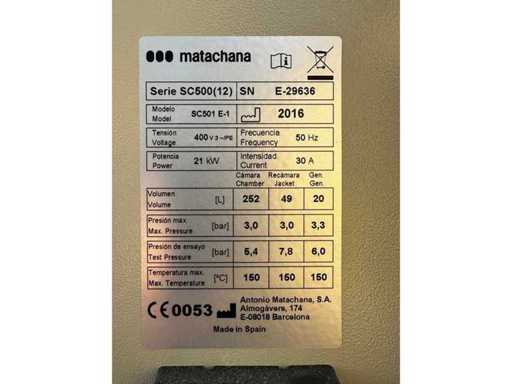 matachana
Serie SC500(12) SN E-29636
Modelo
Model
SC501 E-1
2016
Tensión
Voltage
400 V 3~/PE
Frecuencia
Frequency
50 Hz
Potencia
Power
21 kW
Intensidad
Current
30 A
Cámara
Chamber
Recámara
Jacket
Gen.
Gen.
Volumen
Volume
[L] 252 49 20
Presión max.
Max. Pressure
[bar] 3,0 3,0 3,3
Presión de ensayo
Test Pressure
[bar] 5,4 7,8 6,0
Temperatura max.
Max. Temperature
[ºC] 150 150 150
CE 0053
Antonio Matachana, S.A.
Almogávers, 174
E-08018 Barcelona
Made in Spain